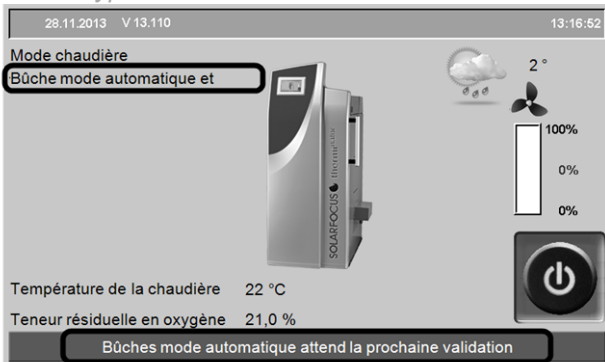 28.11.2013 V 13.110 13:16:52
Mode chaudière
Bûche mode automatique et
2 °
100%
0%
0%
SOLARFOCUS
Température de la chaudière 22 °C
Teneur résiduelle en oxygène 21,0 %
Bûches mode automatique attend la prochaine validation